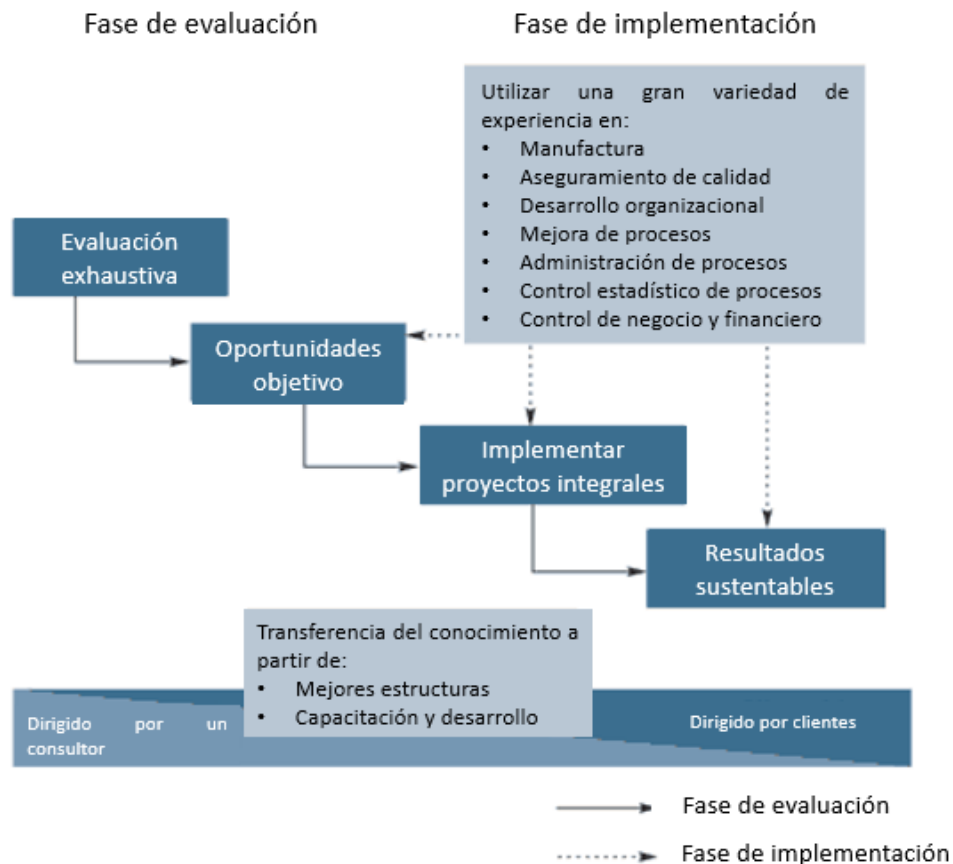 Fase de evaluación
Fase de implementación
Utilizar una gran variedad de
experiencia en:
• Manufactura
• Aseguramiento de calidad
• Desarrollo organizacional
• Mejora de procesos
• Administración de procesos
• Control estadístico de procesos
• Control de negocio y financiero
Evaluación
exhaustiva
Oportunidades
objetivo
Implementar
proyectos integrales
Resultados
sustentables
Transferencia del conocimiento a
partir de:
• Mejores estructuras
• Capacitación y desarrollo
Dirigido por un
consultor
Dirigido por clientes
Fase de evaluación
Fase de implementación